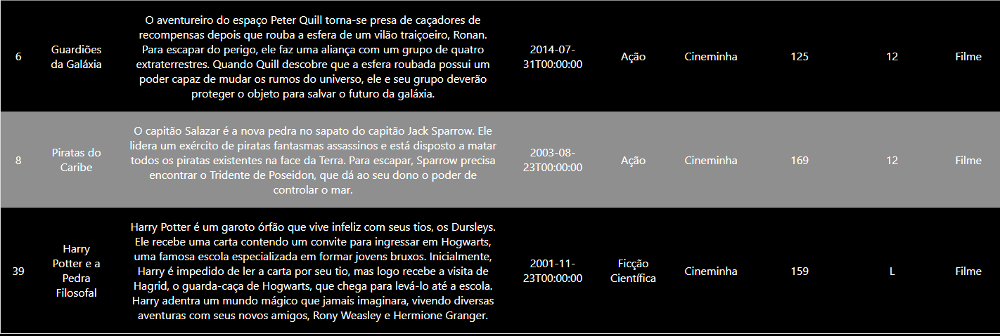 6
Guardiões
da Galáxia
O aventureiro do espaço Peter Quill torna-se presa de caçadores de
recompensas depois que rouba a esfera de um vilão traiçoeiro, Ronan.
Para escapar do perigo, ele faz uma aliança com um grupo de quatro
extraterrestres. Quando Quill descobre que a esfera roubada possui um
poder capaz de mudar os rumos do universo, ele e seu grupo deverão
proteger o objeto para salvar o futuro da galáxia.
2014-07-
31T00:00:00
Ação
Cineminha
125
12
Filme
8
Piratas do
Caribe
O capitão Salazar é a nova pedra no sapato do capitão Jack Sparrow. Ele
lidera um exército de piratas fantasmas assassinos e está disposto a matar
todos os piratas existentes na face da Terra. Para escapar, Sparrow precisa
encontrar o Tridente de Poseidon, que dá ao seu dono o poder de
controlar o mar.
2003-08-
23T00:00:00
Ação
Cineminha
169
12
Filme
39
Harry
Potter e a
Pedra
Filosofal
Harry Potter é um garoto órfão que vive infeliz com seus tios, os Dursleys.
Ele recebe uma carta contendo um convite para ingressar em Hogwarts,
uma famosa escola especializada em formar jovens bruxos. Inicialmente,
Harry é impedido de ler a carta por seu tio, mas logo recebe a visita de
Hagrid, o guarda-caça de Hogwarts, que chega para levá-lo até a escola.
Harry adentra um mundo mágico que jamais imaginara, vivendo diversas
aventuras com seus novos amigos, Rony Weasley e Hermione Granger.
2001-11-
23T00:00:00
Ficção
Científica
Cineminha
159
L
Filme